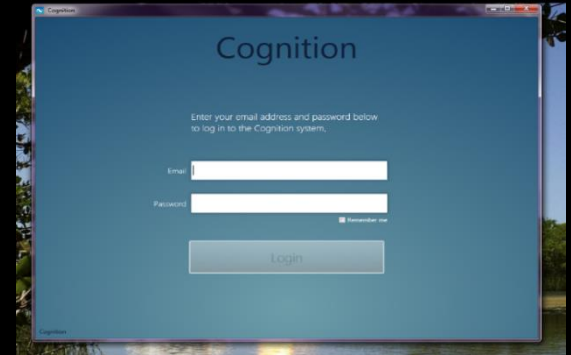 Cognition
Cognition
Enter your email address and password below
to log in to the Cognition system,
Email
Password
Remember me
Login
Cognition